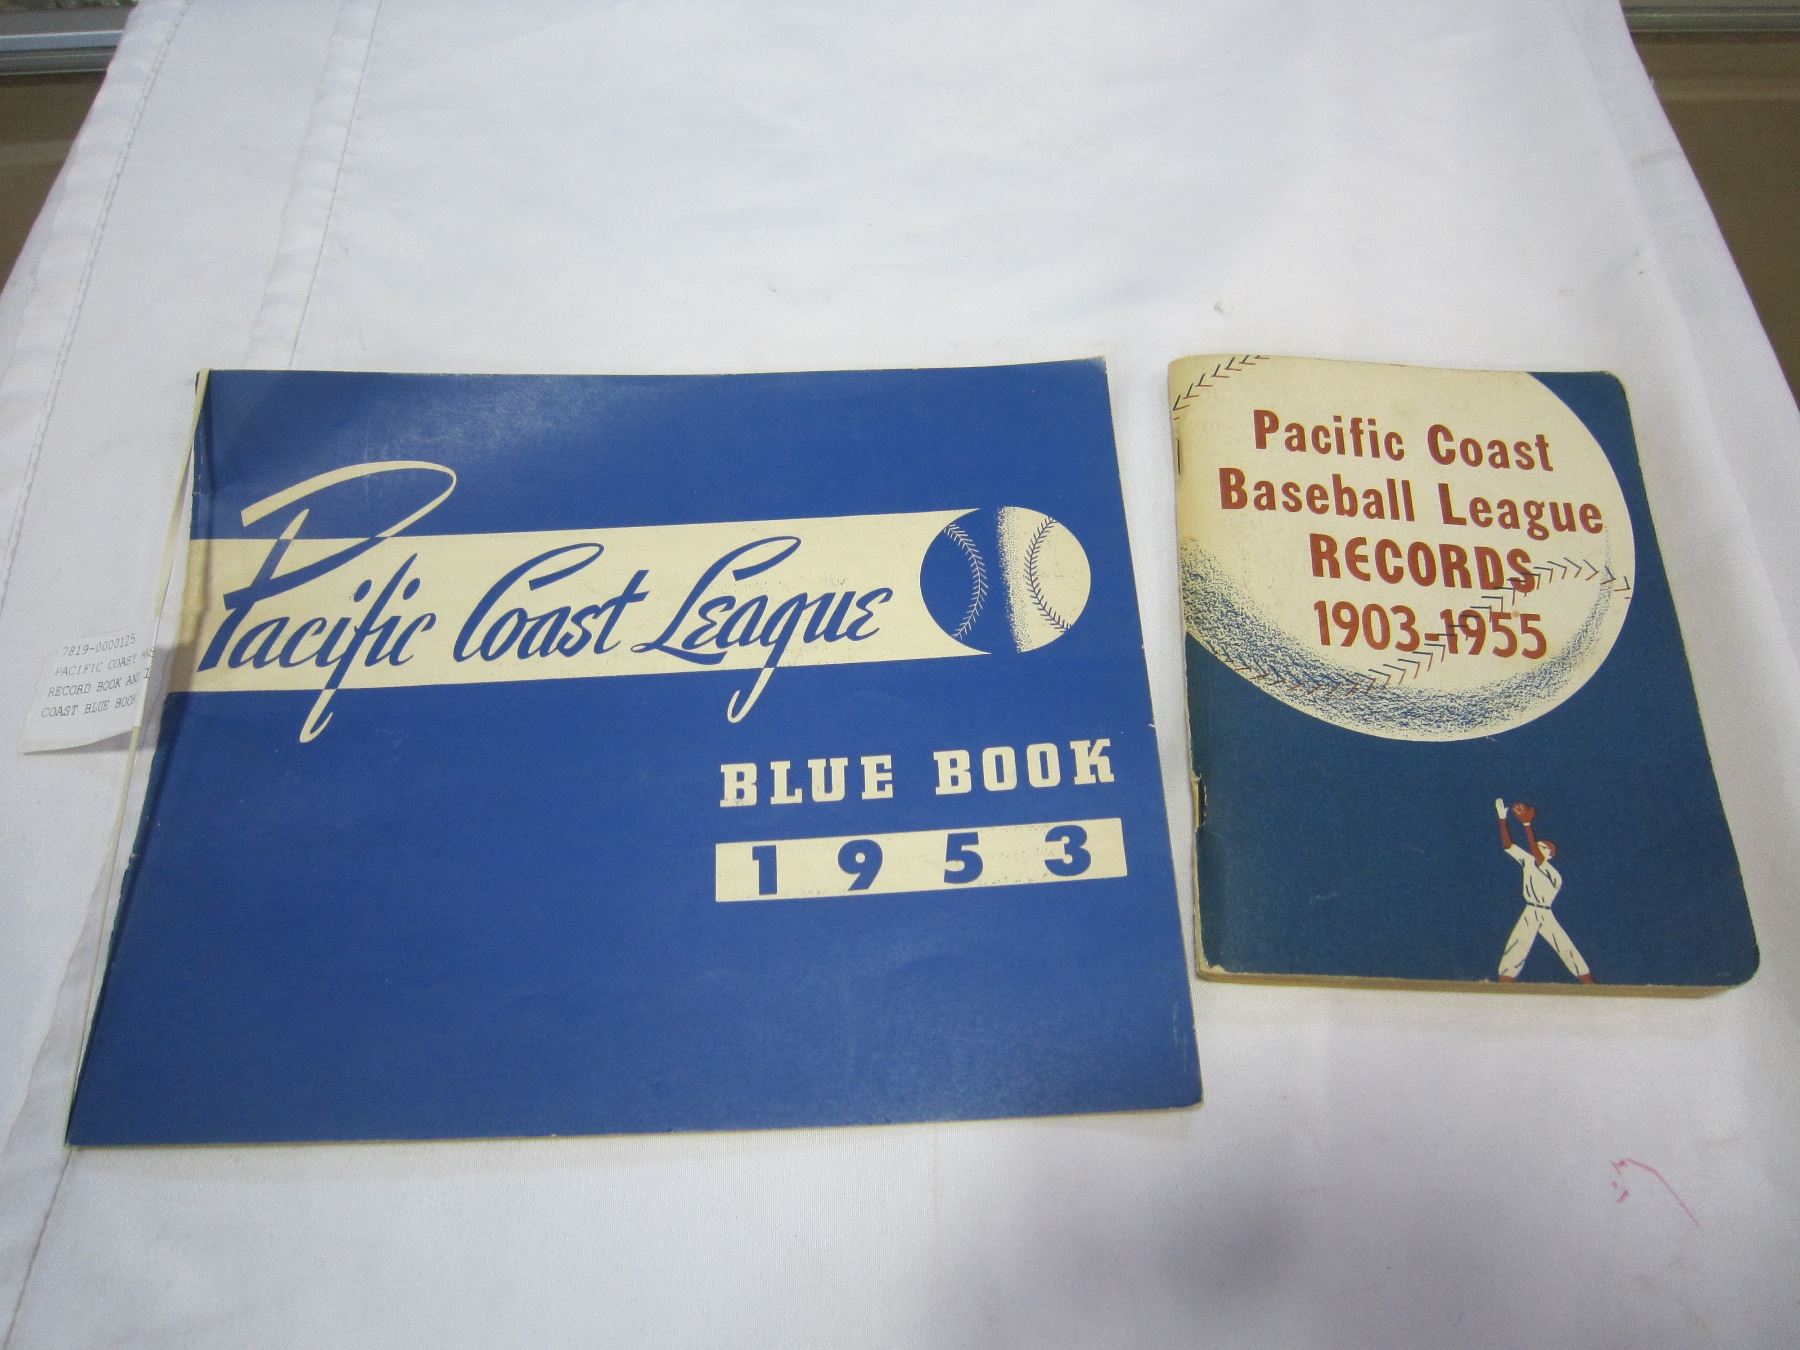 Pacific Coast League
BLUE BOOK
1953
Pacific Coast
Baseball League
RECORDS
1903-1955
7819-0000125
PACIFIC COAST
RECORD BOOK AND 1
COAST BLUE BOOK